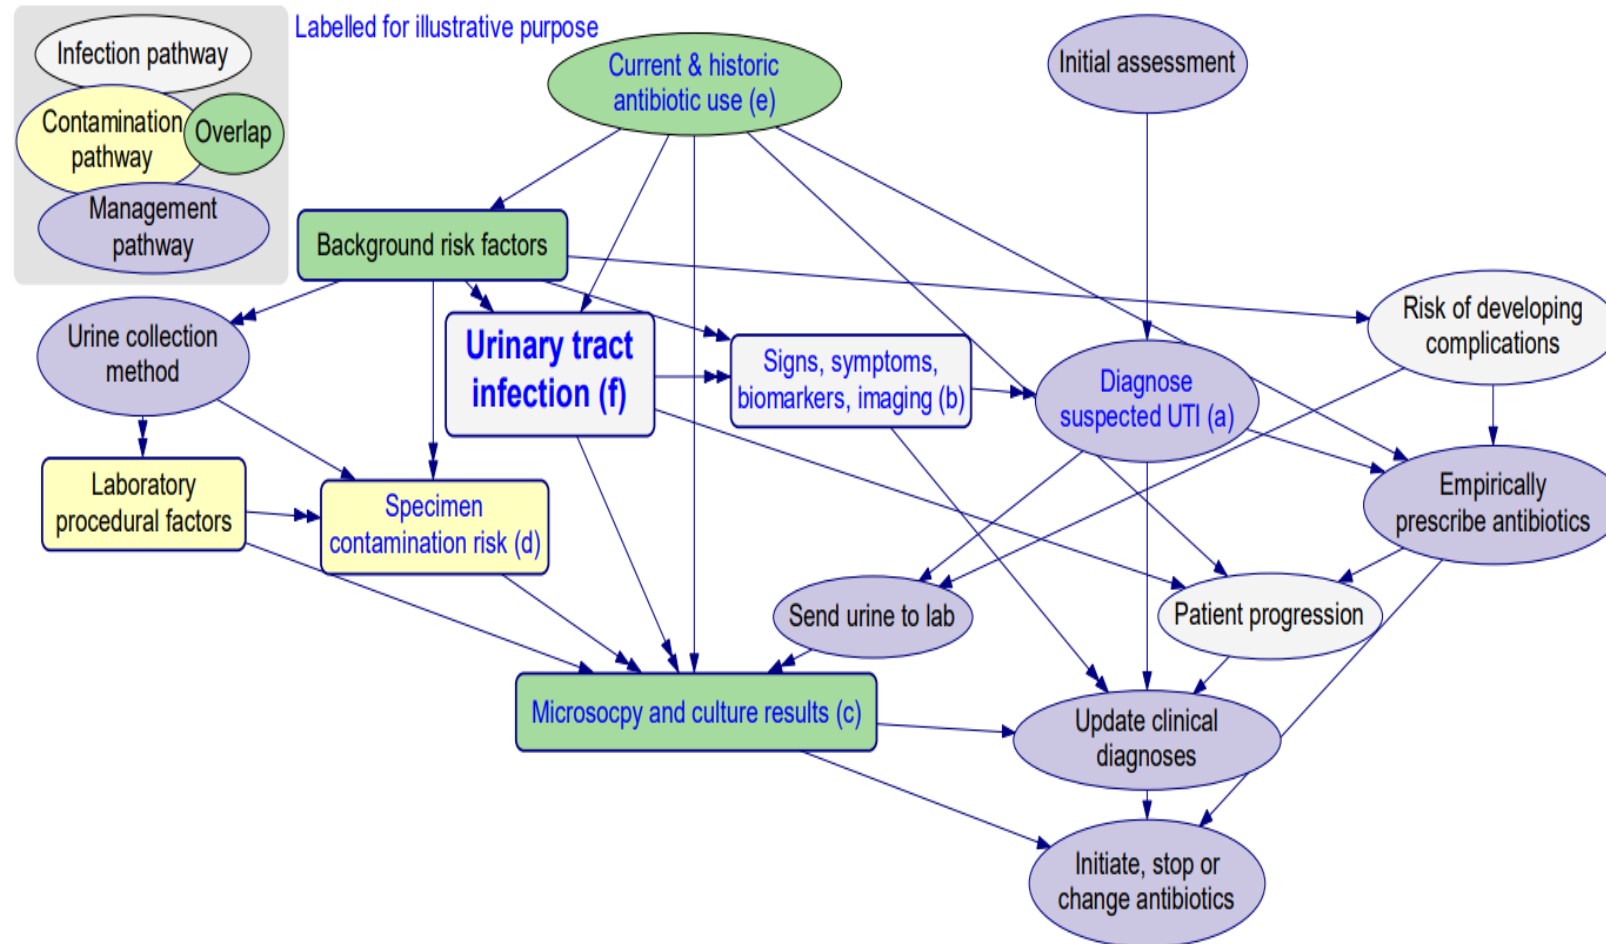 Infection pathway
Contamination
pathway
Overlap
Management
pathway
Labelled for illustrative purpose
Current & historic
antibiotic use (e)
Initial assessment
Background risk factors
Urine collection
method
Urinary tract
infection (f)
Signs, symptoms,
biomarkers, imaging (b)
Diagnose
suspected UTI (a)
Risk of developing
complications
Laboratory
procedural factors
Specimen
contamination risk (d)
Empirically
prescribe antibiotics
Send urine to lab
Patient progression
Microsocpy and culture results (c)
Update clinical
diagnoses
Initiate, stop or
change antibiotics